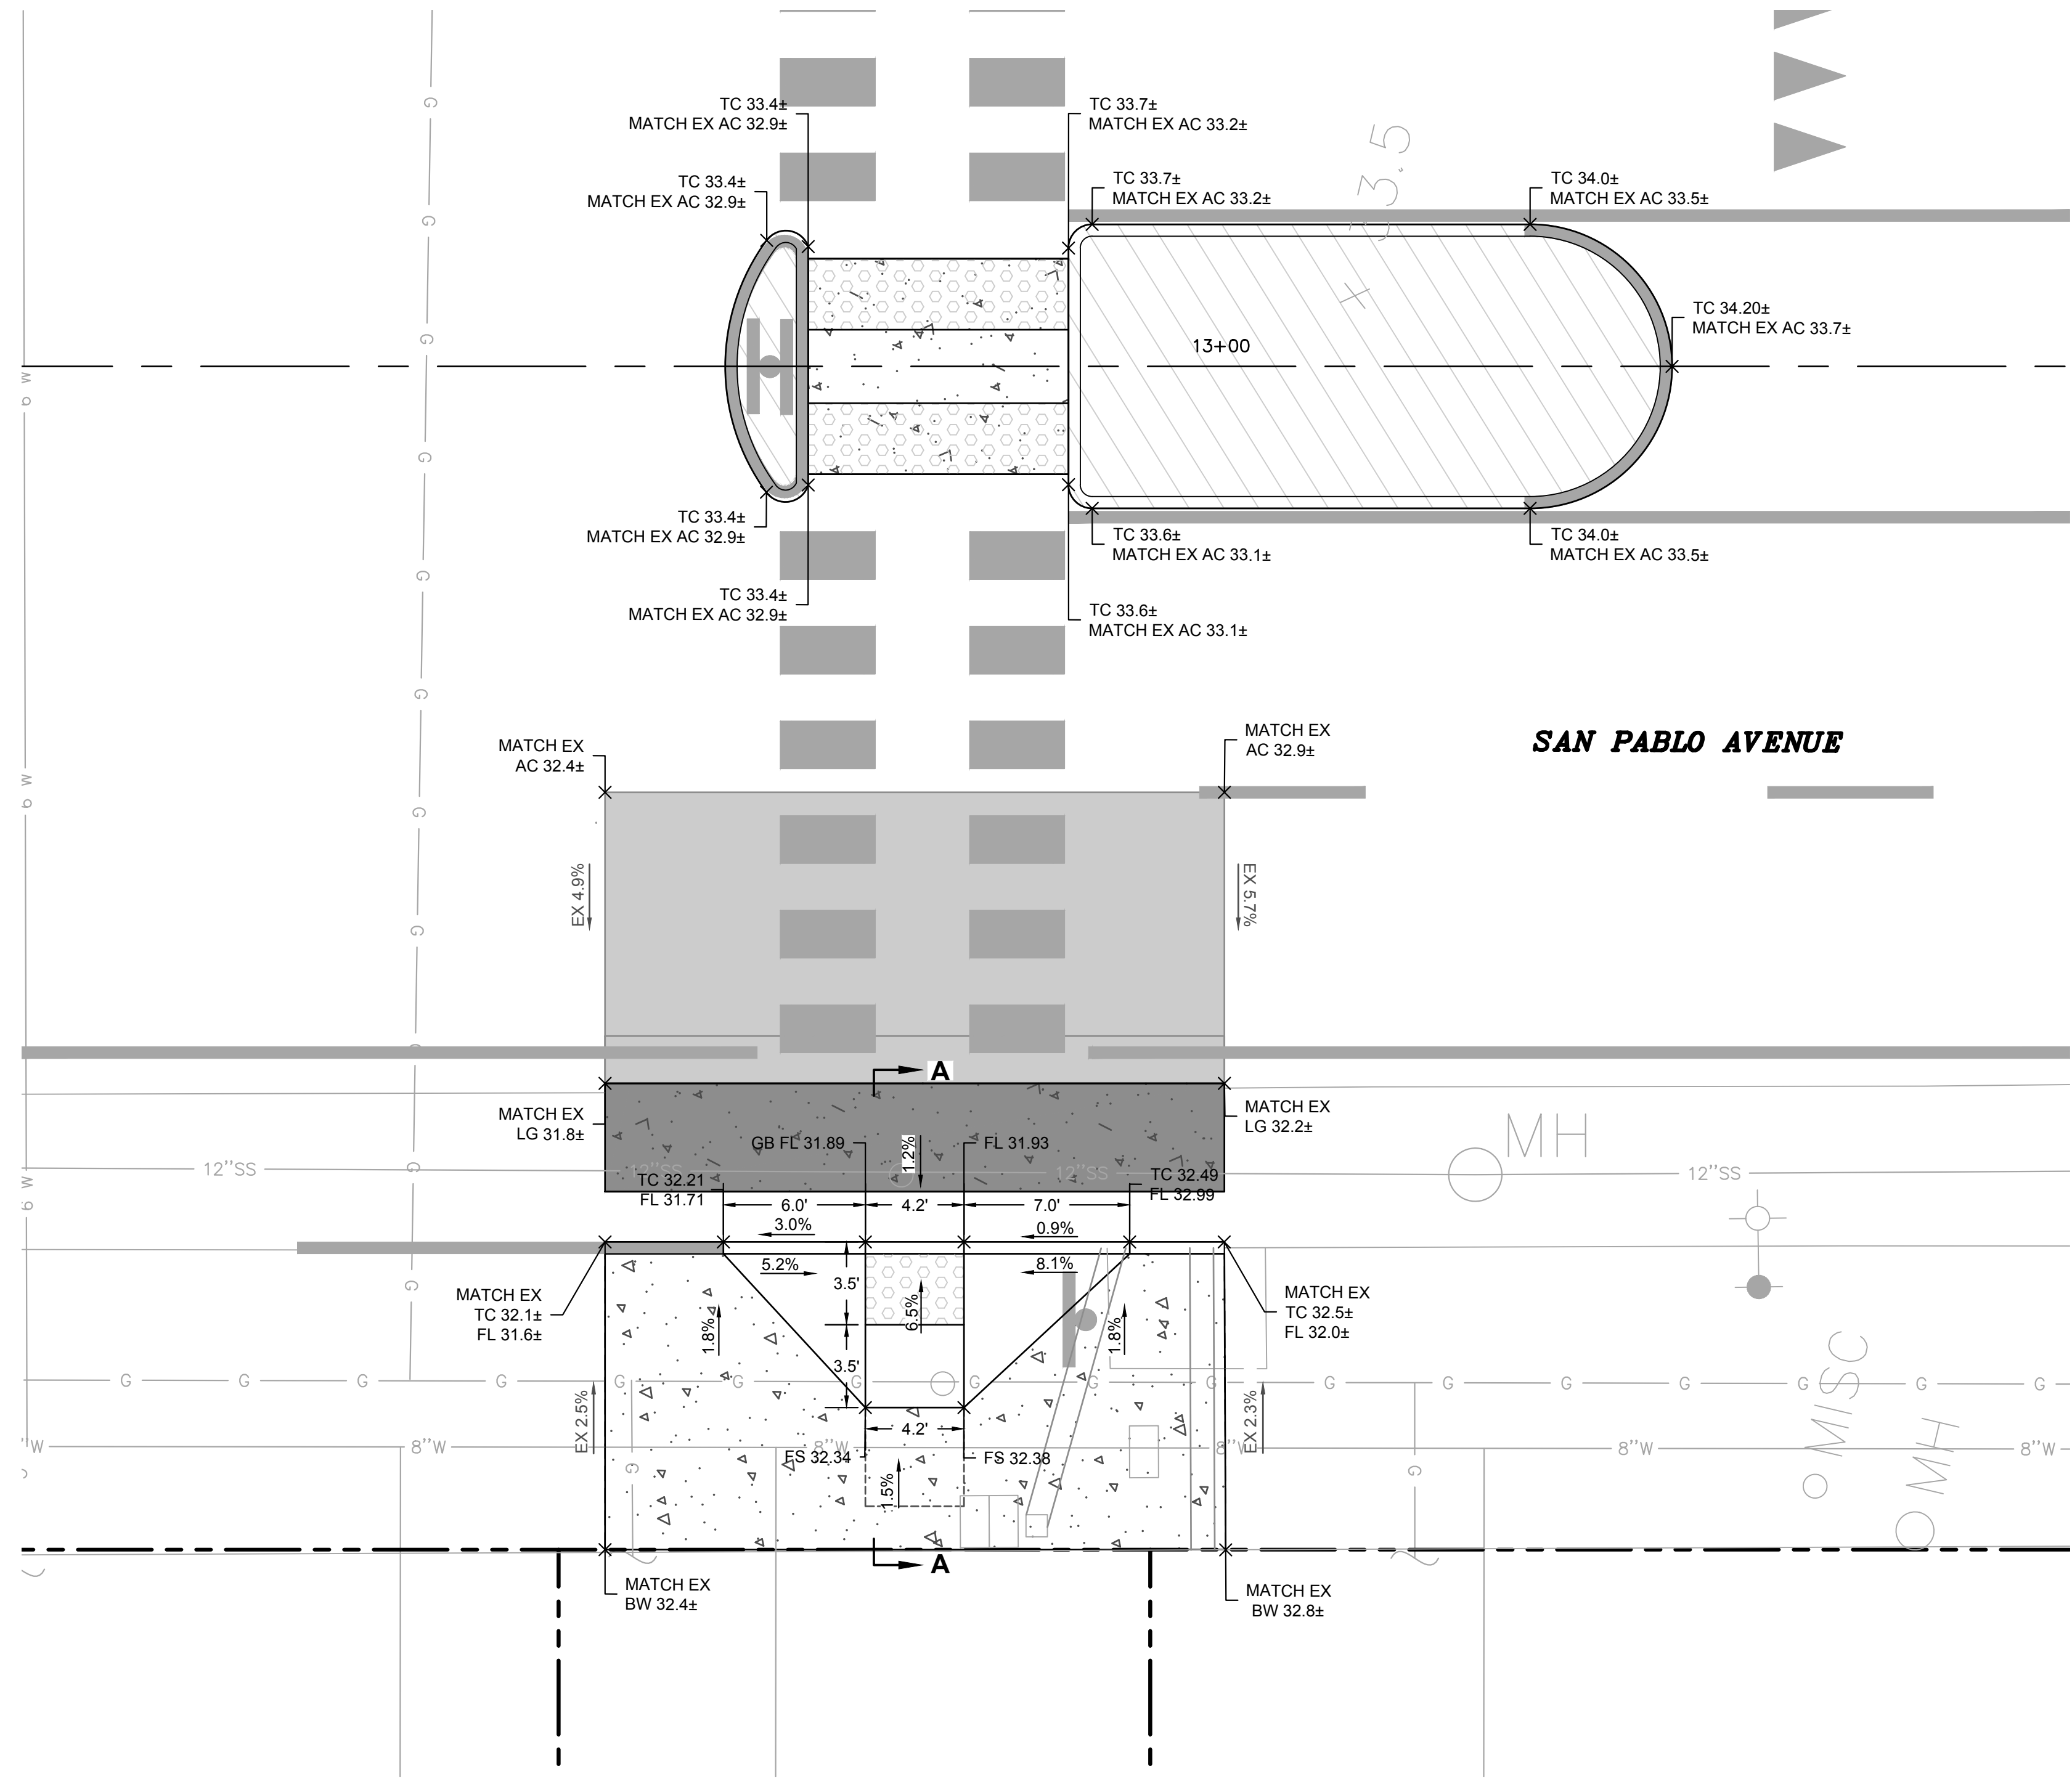 TC 33.4±
MATCH EX AC 32.9±
TC 33.7±
MATCH EX AC 33.2±
TC 33.4±
MATCH EX AC 32.9±
TC 33.7±
MATCH EX AC 33.2±
33.5
TC 34.0±
MATCH EX AC 33.5±
TC 34.20±
MATCH EX AC 33.7±
13+00
TC 33.4±
MATCH EX AC 32.9±
TC 33.6±
MATCH EX AC 33.1±
TC 34.0±
MATCH EX AC 33.5±
TC 33.4±
MATCH EX AC 32.9±
TC 33.6±
MATCH EX AC 33.1±
G
G
G
G
G
G
G
G
G
G
MATCH EX
AC 32.4±
MATCH EX
AC 32.9±
SAN PABLO AVENUE
EX 4.9%
EX 5.7%
A
MATCH EX
LG 31.8±
MATCH EX
LG 32.2±
MH
GB FL 31.89
1.2%
FL 31.93
12"SS
12"SS
12"SS
12"SS
TC 32.21
FL 31.71
TC 32.49
FL 32.99
6.0'
4.2'
7.0'
3.0%
0.9%
5.2%
8.1%
3.5'
6.5%
MATCH EX
TC 32.1±
FL 31.6±
MATCH EX
TC 32.5±
FL 32.0±
1.8%
1.8%
3.5'
G G G G G G G G G G G G G G G G G
EX 2.5%
EX 2.3%
4.2'
8"W
8"W
8"W
8"W
8"W
MISC
MH
FS 32.34
FS 32.38
1.5%
G
G
A
MATCH EX
BW 32.4±
MATCH EX
BW 32.8±